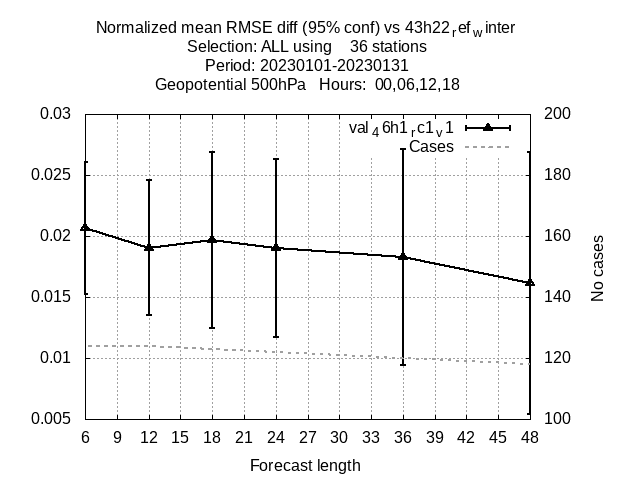 Normalized mean RMSE diff (95% conf) vs 43h22refwinter
Selection: ALL using    36 stations
Period: 20230101-20230131
Geopotential 500hPa   Hours:  00,06,12,18
0.03
0.025
0.02
0.015
0.01
0.005
200
180
160
140
120
100
val46h1rc1v1
Cases
No cases
6 9 12 15 18 21 24 27 30 33 36 39 42 45 48
Forecast length